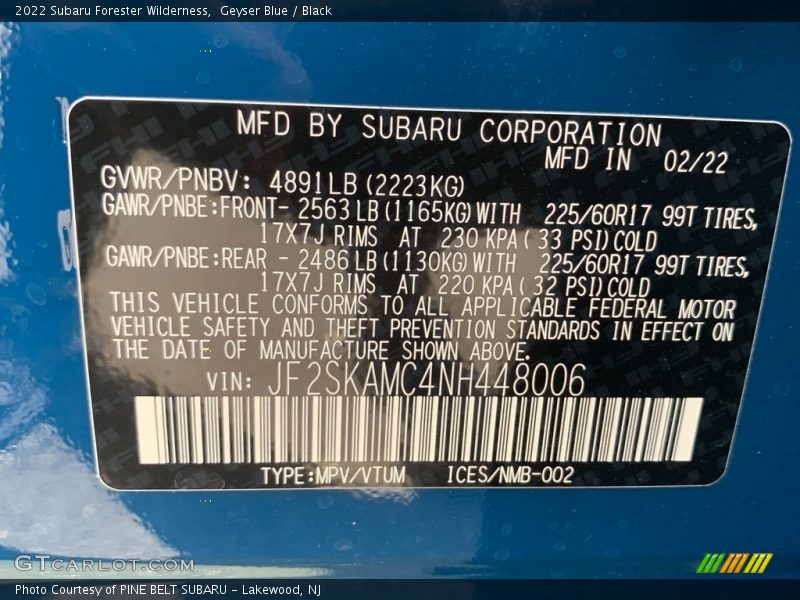 2022 Subaru Forester Wilderness, Geyser Blue / Black
MFD BY SUBARU CORPORATION
MFD IN 02/22
GVWR/PNBV: 4891LB (2223KG)
GAWR/PNBE:FRONT- 2563 LB (1165KG) WITH 225/60R17 99T TIRES,
17X7J RIMS AT 230 KPA ( 33 PSI) COLD
GAWR/PNBE:REAR - 2486 LB (1130KG) WITH 225/60R17 99T TIRES,
17X7J RIMS AT 220 KPA ( 32 PSI) COLD
THIS VEHICLE CONFORMS TO ALL APPLICABLE FEDERAL MOTOR
VEHICLE SAFETY AND THEFT PREVENTION STANDARDS IN EFFECT ON
THE DATE OF MANUFACTURE SHOWN ABOVE.
VIN: JF2SKAMC4NH448006
TYPE:MPV/VTUM ICES/NMB-002
GTCARLOT.COM
Photo Courtesy of PINE BELT SUBARU - Lakewood, NJ